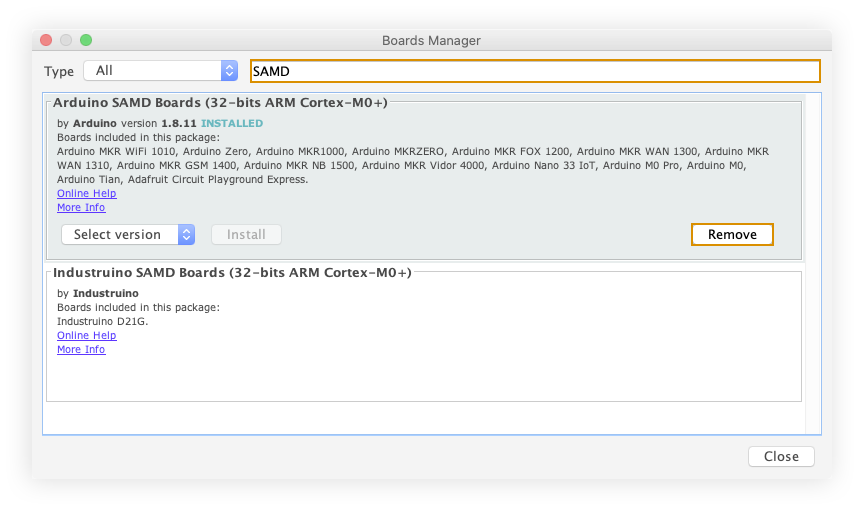 Boards Manager
Type All SAMD
Arduino SAMD Boards (32-bits ARM Cortex-M0+)
by Arduino version 1.8.11 INSTALLED
Boards included in this package:
Arduino MKR WiFi 1010, Arduino Zero, Arduino MKR1000, Arduino MKRZERO, Arduino MKR FOX 1200, Arduino MKR WAN 1300, Arduino MKR
WAN 1310, Arduino MKR GSM 1400, Arduino MKR NB 1500, Arduino MKR Vidor 4000, Arduino Nano 33 IoT, Arduino M0 Pro, Arduino M0,
Arduino Tian, Adafruit Circuit Playground Express.
Online Help
More Info
Select version Install Remove
Industruino SAMD Boards (32-bits ARM Cortex-M0+)
by Industruino
Boards included in this package:
Industruino D21G.
Online Help
More Info
Close